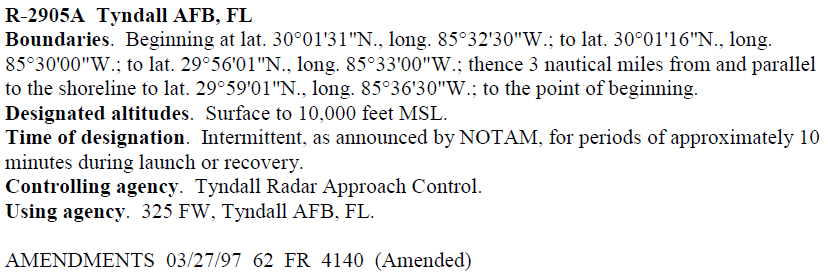 R-2905A Tyndall AFB, FL
Boundaries. Beginning at lat. 30°01'31"N., long. 85°32'30"W.; to lat. 30°01'16"N., long.
85°30'00"W.; to lat. 29°56'01"N., long. 85°33'00"W.; thence 3 nautical miles from and parallel
to the shoreline to lat. 29°59'01"N., long. 85°36'30"W.; to the point of beginning.
Designated altitudes. Surface to 10,000 feet MSL.
Time of designation. Intermittent, as announced by NOTAM, for periods of approximately 10
minutes during launch or recovery.
Controlling agency. Tyndall Radar Approach Control.
Using agency. 325 FW, Tyndall AFB, FL.
AMENDMENTS 03/27/97 62 FR 4140 (Amended)